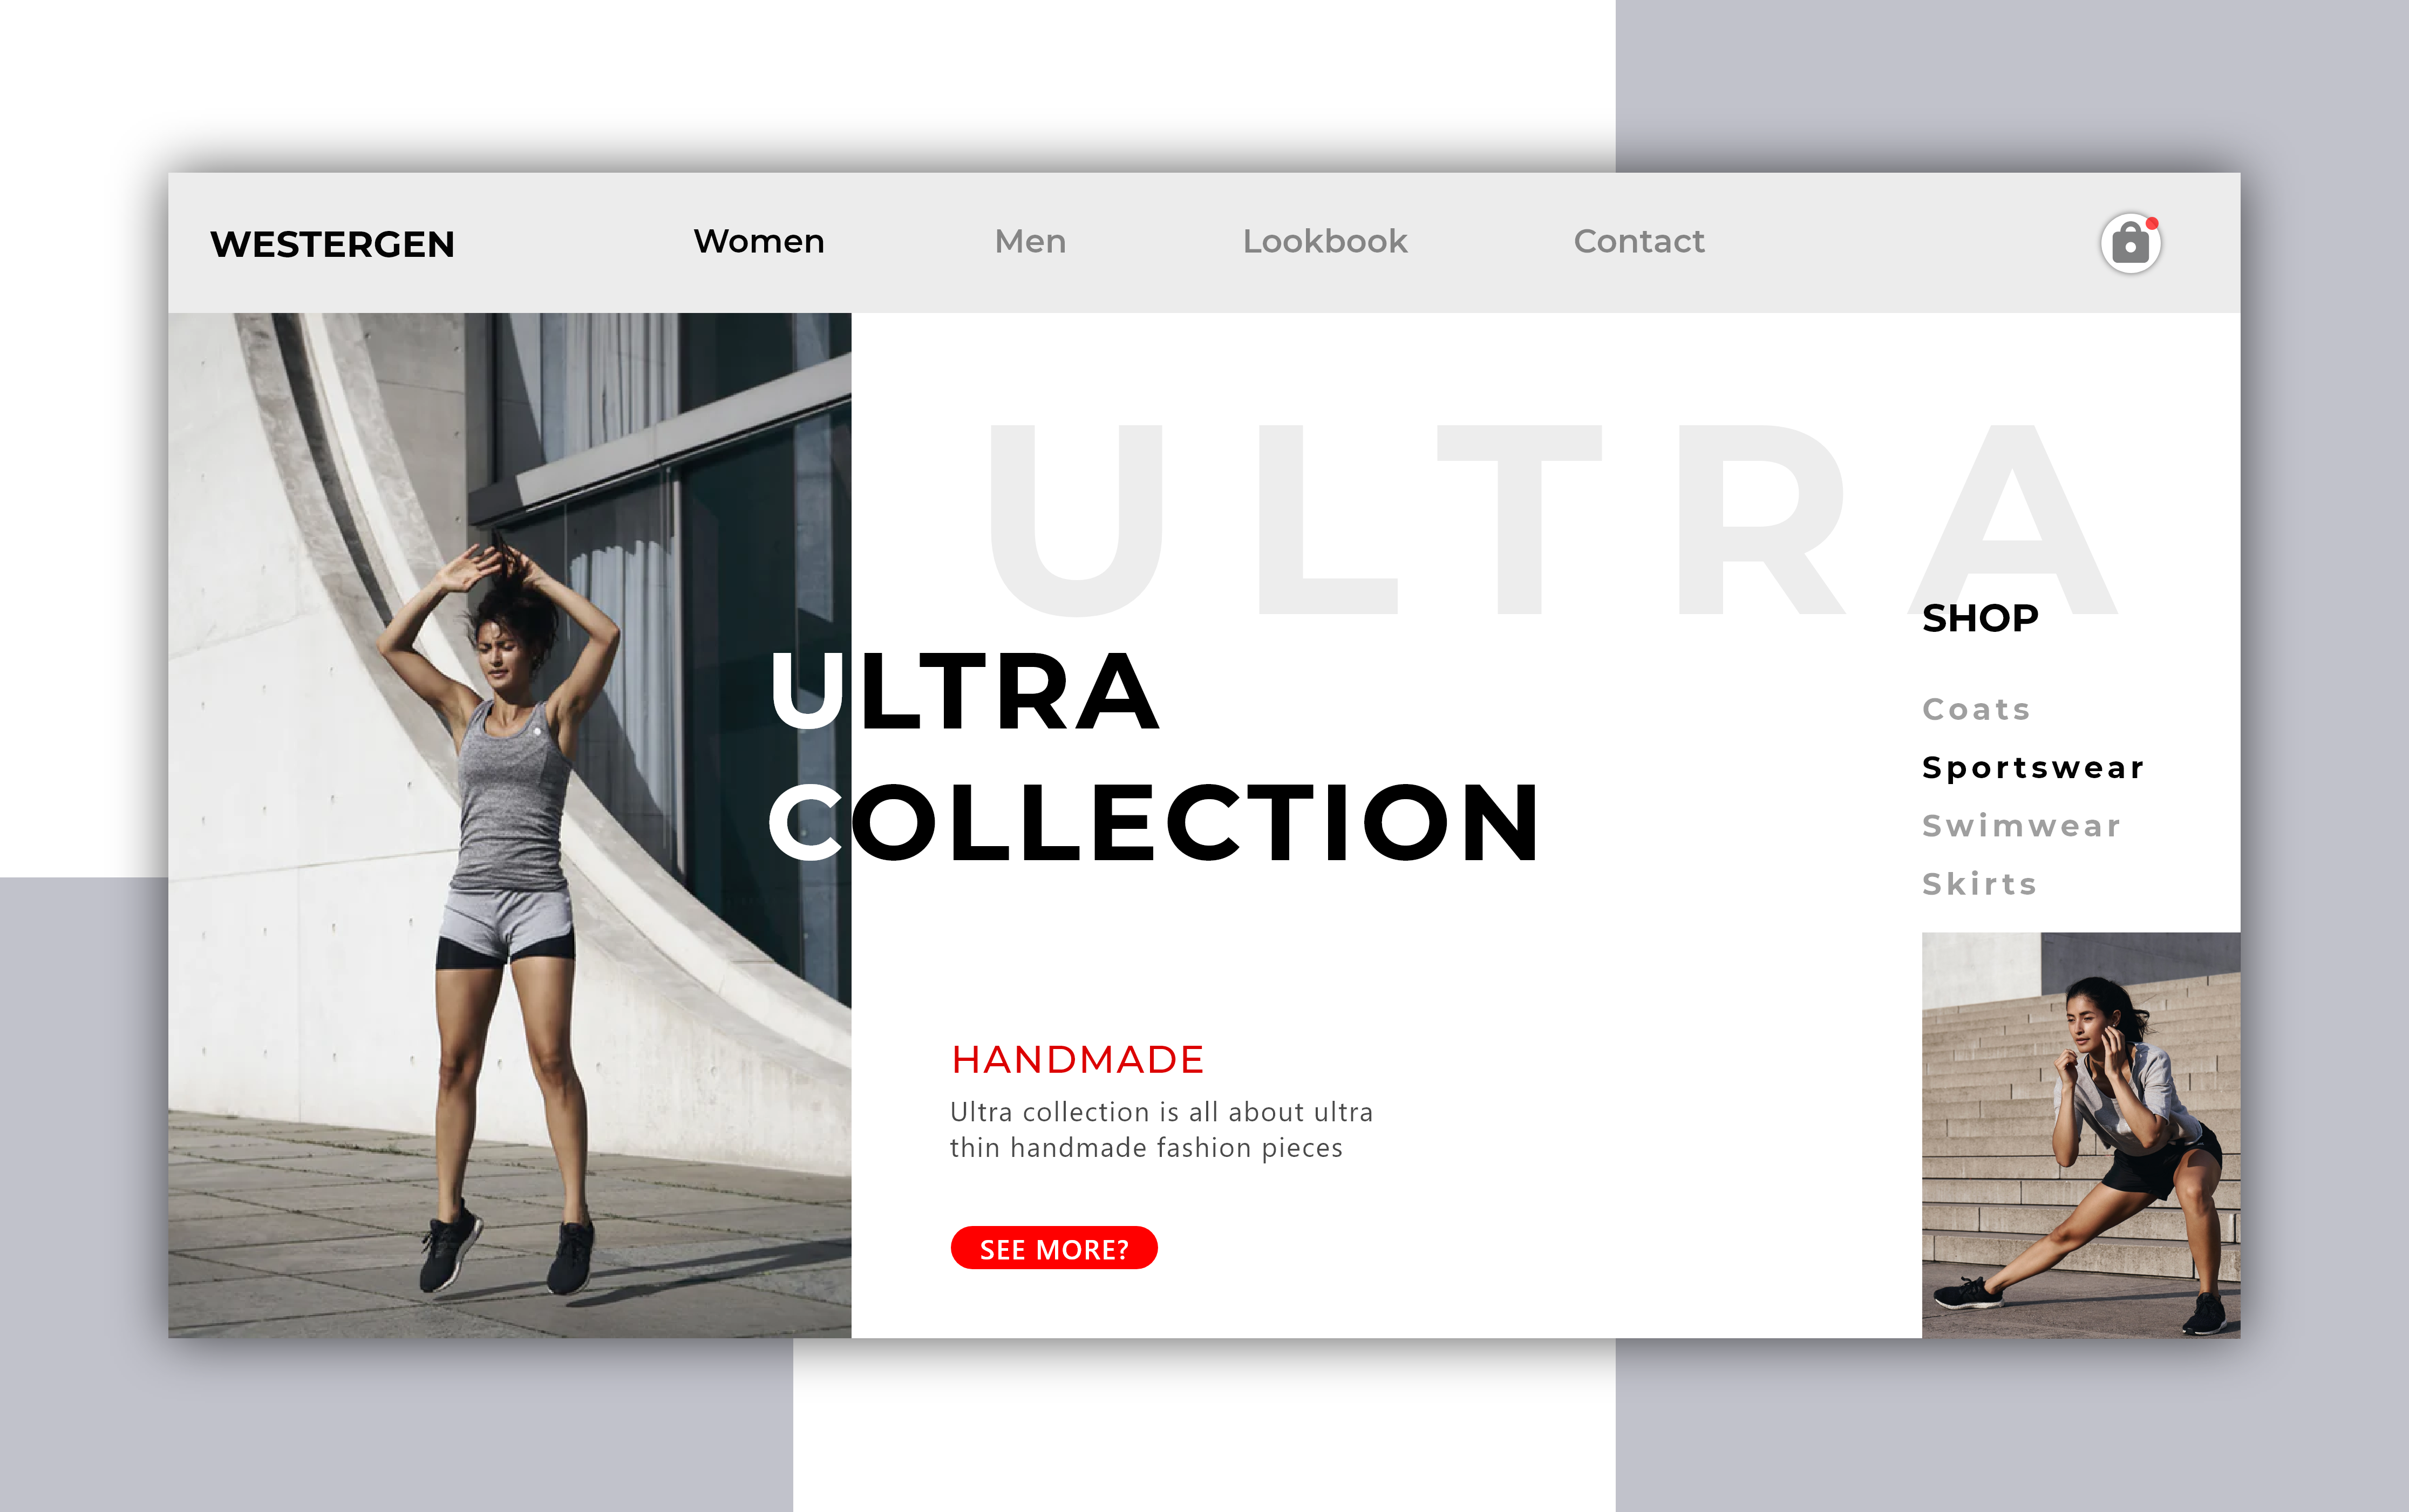 WESTERGEN
Women
Men
Lookbook
Contact
ULTRA
ULTRA
COLLECTION
SHOP
Coats
Sportswear
Swimwear
Skirts
HANDMADE
Ultra collection is all about ultra
thin handmade fashion pieces
SEE MORE?